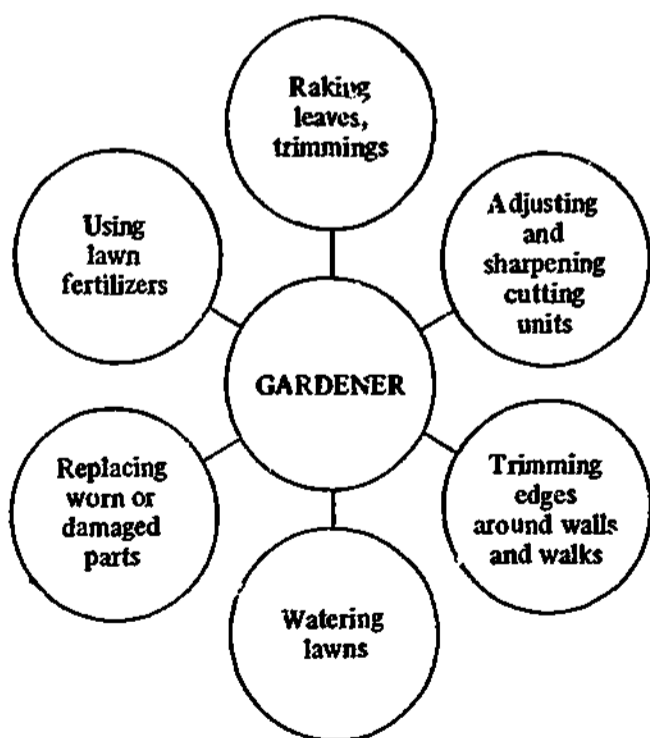 Raking
leaves,
trimmings
Using
lawn
fertilizers
Adjusting
and
sharpening
cutting
units
GARDENER
Replacing
worn or
damaged
parts
Trimming
edges
around walls
and walks
Watering
lawns